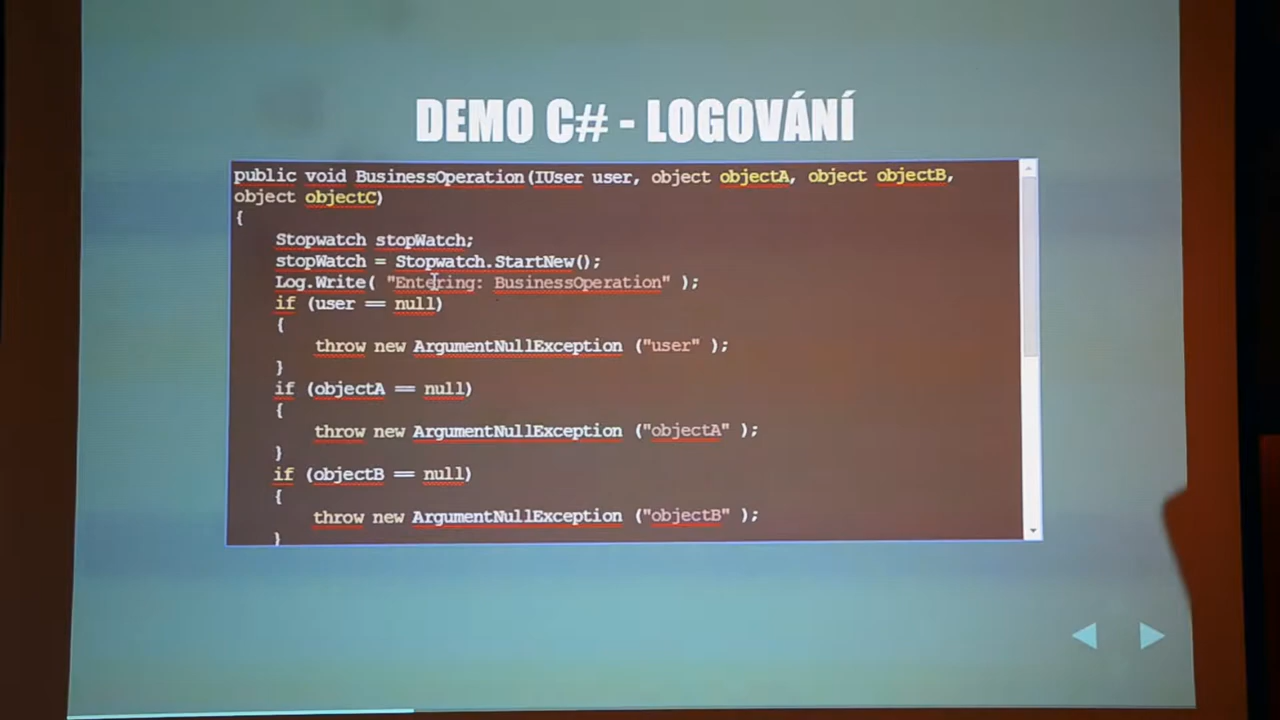 DEMO C# - LOGOVÁNÍ
public void BusinessOperation(IUser user, object objectA, object objectB,
object objectC)
{
Stopwatch stopWatch;
stopWatch = Stopwatch.StartNew();
Log.Write( "Entering: BusinessOperation" );
if (user == null)
{
throw new ArgumentNullException ("user" );
}
if (objectA == null)
{
throw new ArgumentNullException ("objectA" );
}
if (objectB == null)
{
throw new ArgumentNullException ("objectB" );
}